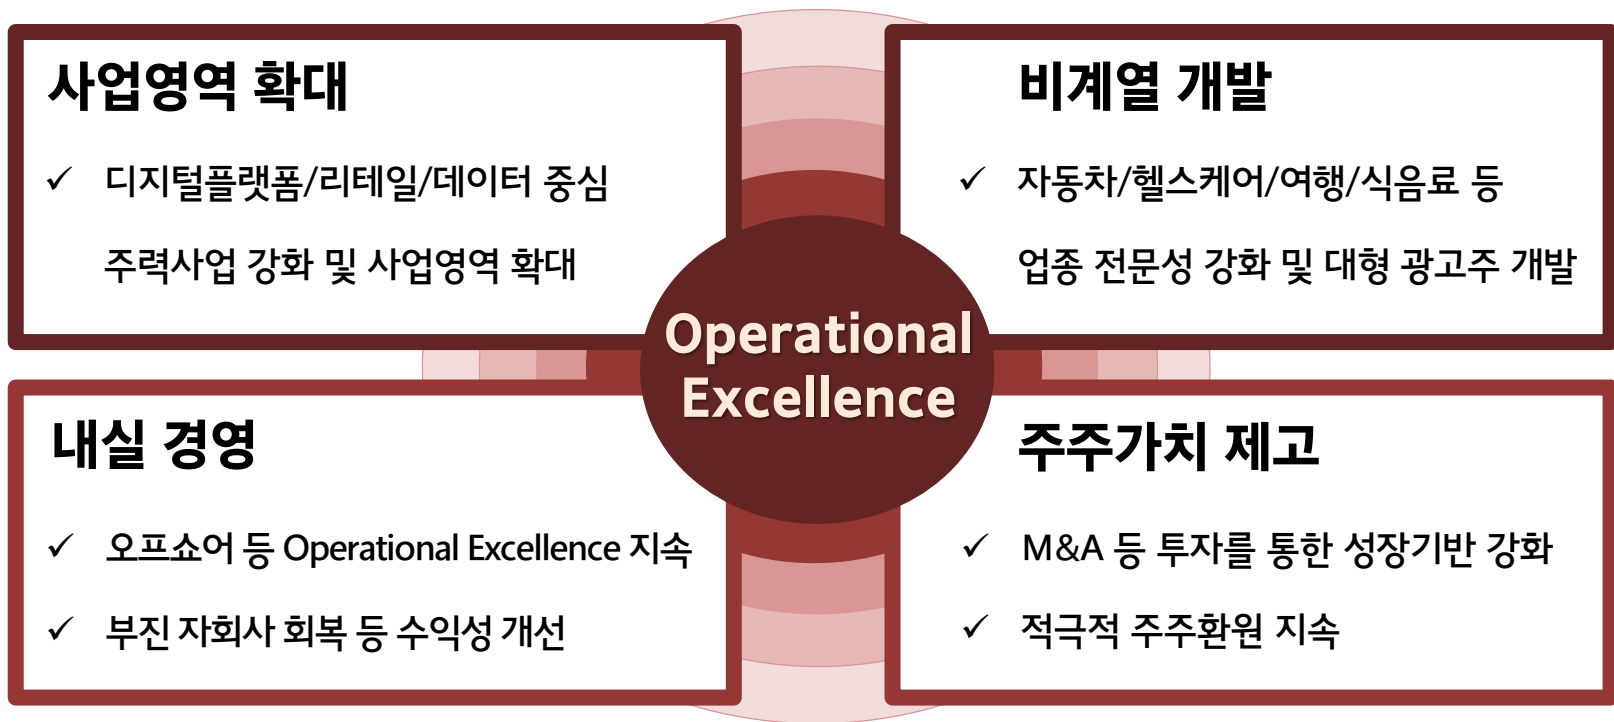 사업영역 확대
✓ 디지털플랫폼/리테일/데이터 중심
주력사업 강화 및 사업영역 확대
비계열 개발
✓ 자동차/헬스케어/여행/식음료 등
업종 전문성 강화 및 대형 광고주 개발
Operational
Excellence
내실 경영
✓ 오프쇼어 등 Operational Excellence 지속
✓ 부진 자회사 회복 등 수익성 개선
주주가치 제고
✓ M&A 등 투자를 통한 성장기반 강화
✓ 적극적 주주환원 지속